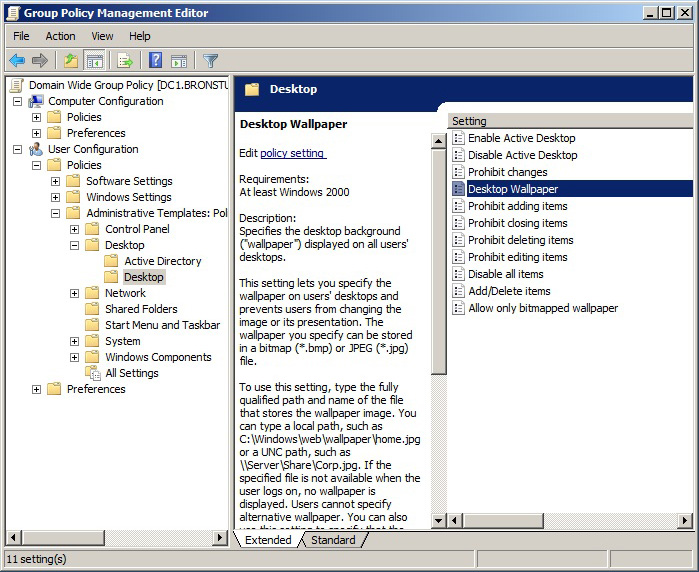 Group Policy Management Editor
File Action View Help
Domain Wide Group Policy [DC1.BRONSTU
Computer Configuration
Policies
Preferences
User Configuration
Policies
Software Settings
Windows Settings
Administrative Templates: Pol
Control Panel
Desktop
Active Directory
Desktop
Network
Shared Folders
Start Menu and Taskbar
System
Windows Components
All Settings
Preferences
Desktop
Desktop Wallpaper
Edit policy setting
Requirements:
At least Windows 2000
Description:
Specifies the desktop background
("wallpaper") displayed on all users'
desktops.
This setting lets you specify the
wallpaper on users' desktops and
prevents users from changing the
image or its presentation. The
wallpaper you specify can be stored
in a bitmap (*.bmp) or JPEG (*.jpg)
file.
To use this setting, type the fully
qualified path and name of the file
that stores the wallpaper image. You
can type a local path, such as
C:\Windows\web\wallpaper\home.jpg
or a UNC path, such as
\\Server\Share\Corp.jpg. If the
specified file is not available when the
user logs on, no wallpaper is
displayed. Users cannot specify
alternative wallpaper. You can also
use this setting to specify that the
Setting
Enable Active Desktop
Disable Active Desktop
Prohibit changes
Desktop Wallpaper
Prohibit adding items
Prohibit closing items
Prohibit deleting items
Prohibit editing items
Disable all items
Add/Delete items
Allow only bitmapped wallpaper
Extended Standard
11 setting(s)